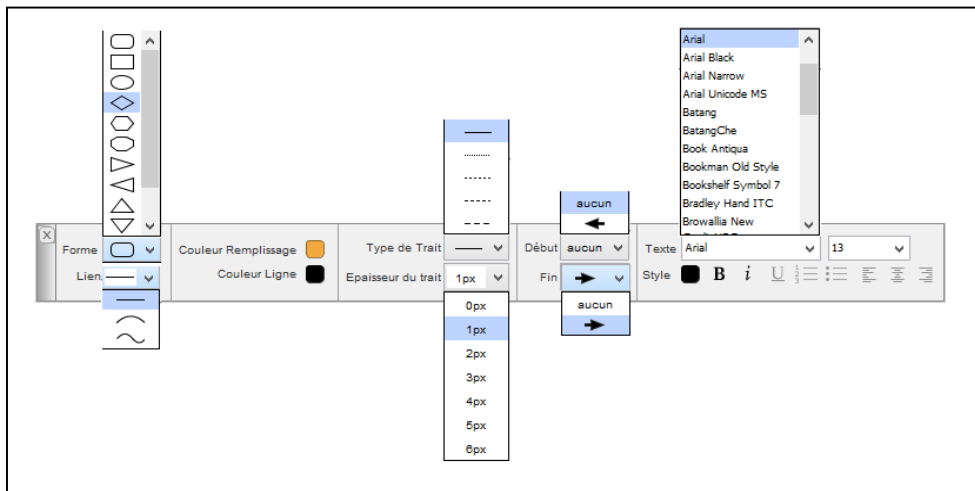 Arial
Arial Black
Arial Narrow
Arial Unicode MS
Batang
BatangChe
Book Antiqua
Bookman Old Style
Bookshelf Symbol 7
Bradley Hand ITC
Browallia New
aucun
Forme
Couleur Remplissage
Type de Trait
Début aucun
Texte Arial 13
Lien
Couleur Ligne
Epaisseur du trait 1px
Fin
Style B i U
0px
1px
2px
3px
4px
5px
6px
aucun